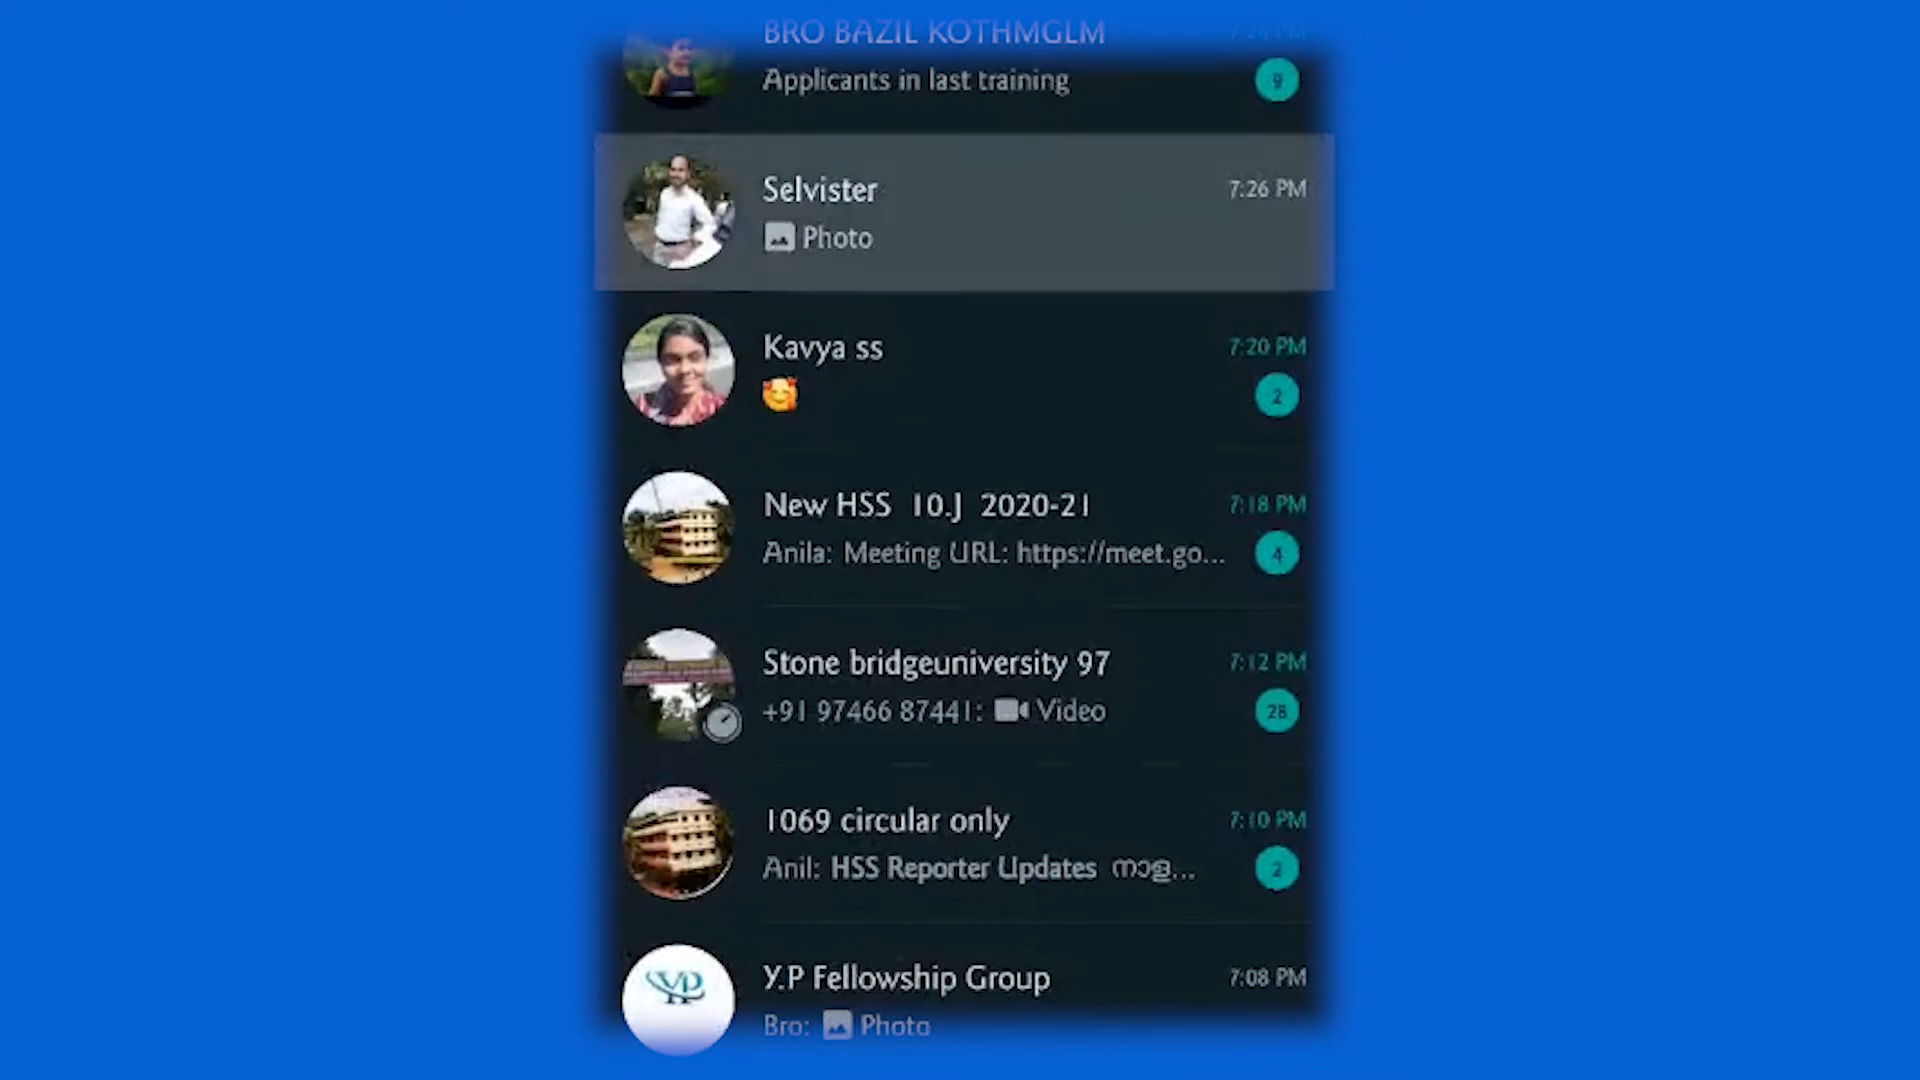 BRO BAZIL KOTHMGLM
Applicants in last training 9
Selvister 7:26 PM
Photo
Kavya ss 7:20 PM
2
New HSS 10.J 2020-21 7:18 PM
Anila: Meeting URL: https://meet.go... 4
Stone bridgeuniversity 97 7:12 PM
+91 97466 87441: Video 28
1069 circular only 7:10 PM
Anil: HSS Reporter Updates നാള... 2
Y.P Fellowship Group 7:08 PM
Bro: Photo